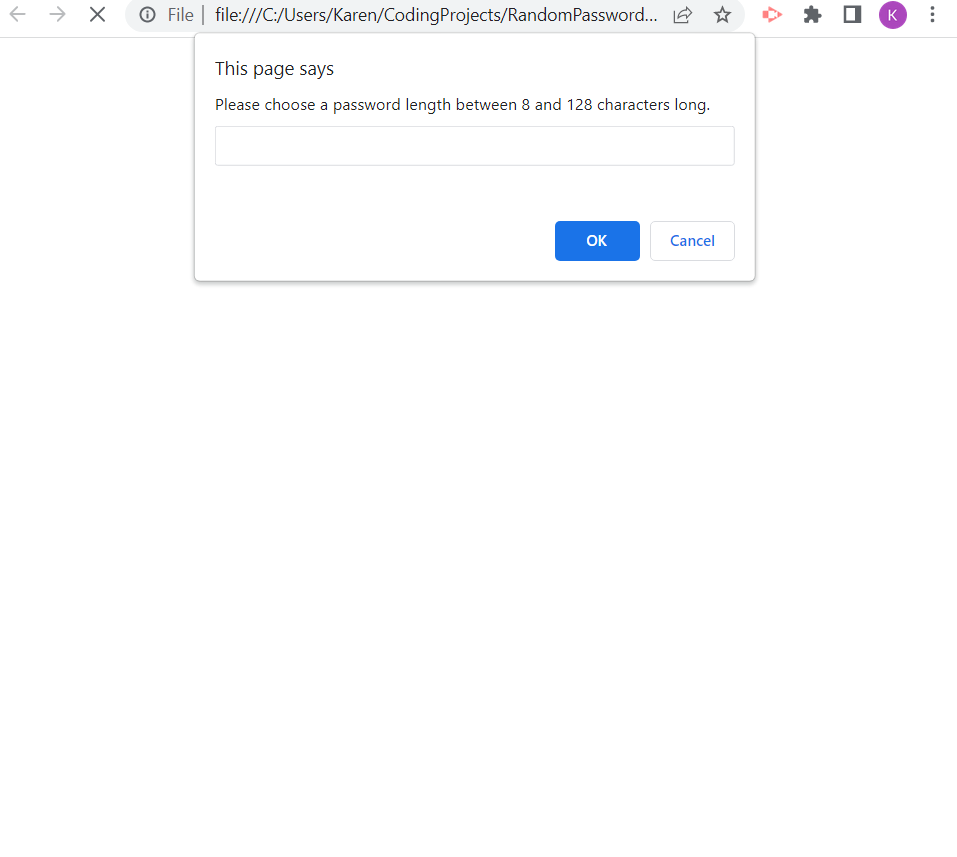 File | file:///C:/Users/Karen/CodingProjects/RandomPassword... K
This page says
Please choose a password length between 8 and 128 characters long.
OK Cancel